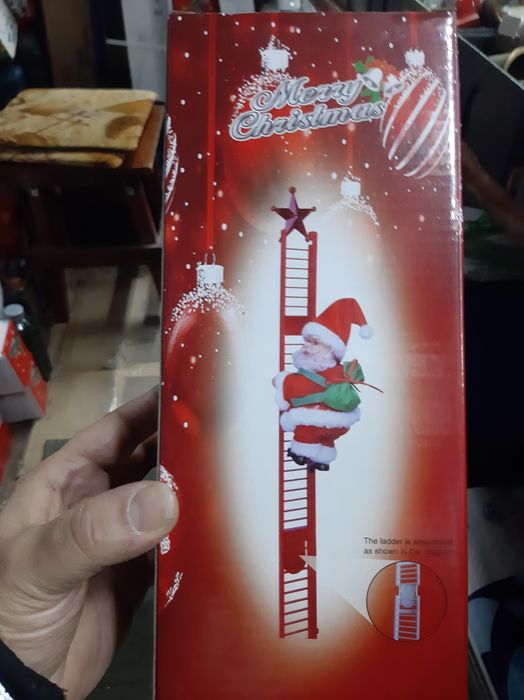 Merry
Christmas
The ladder is assembled
as shown in the diagram